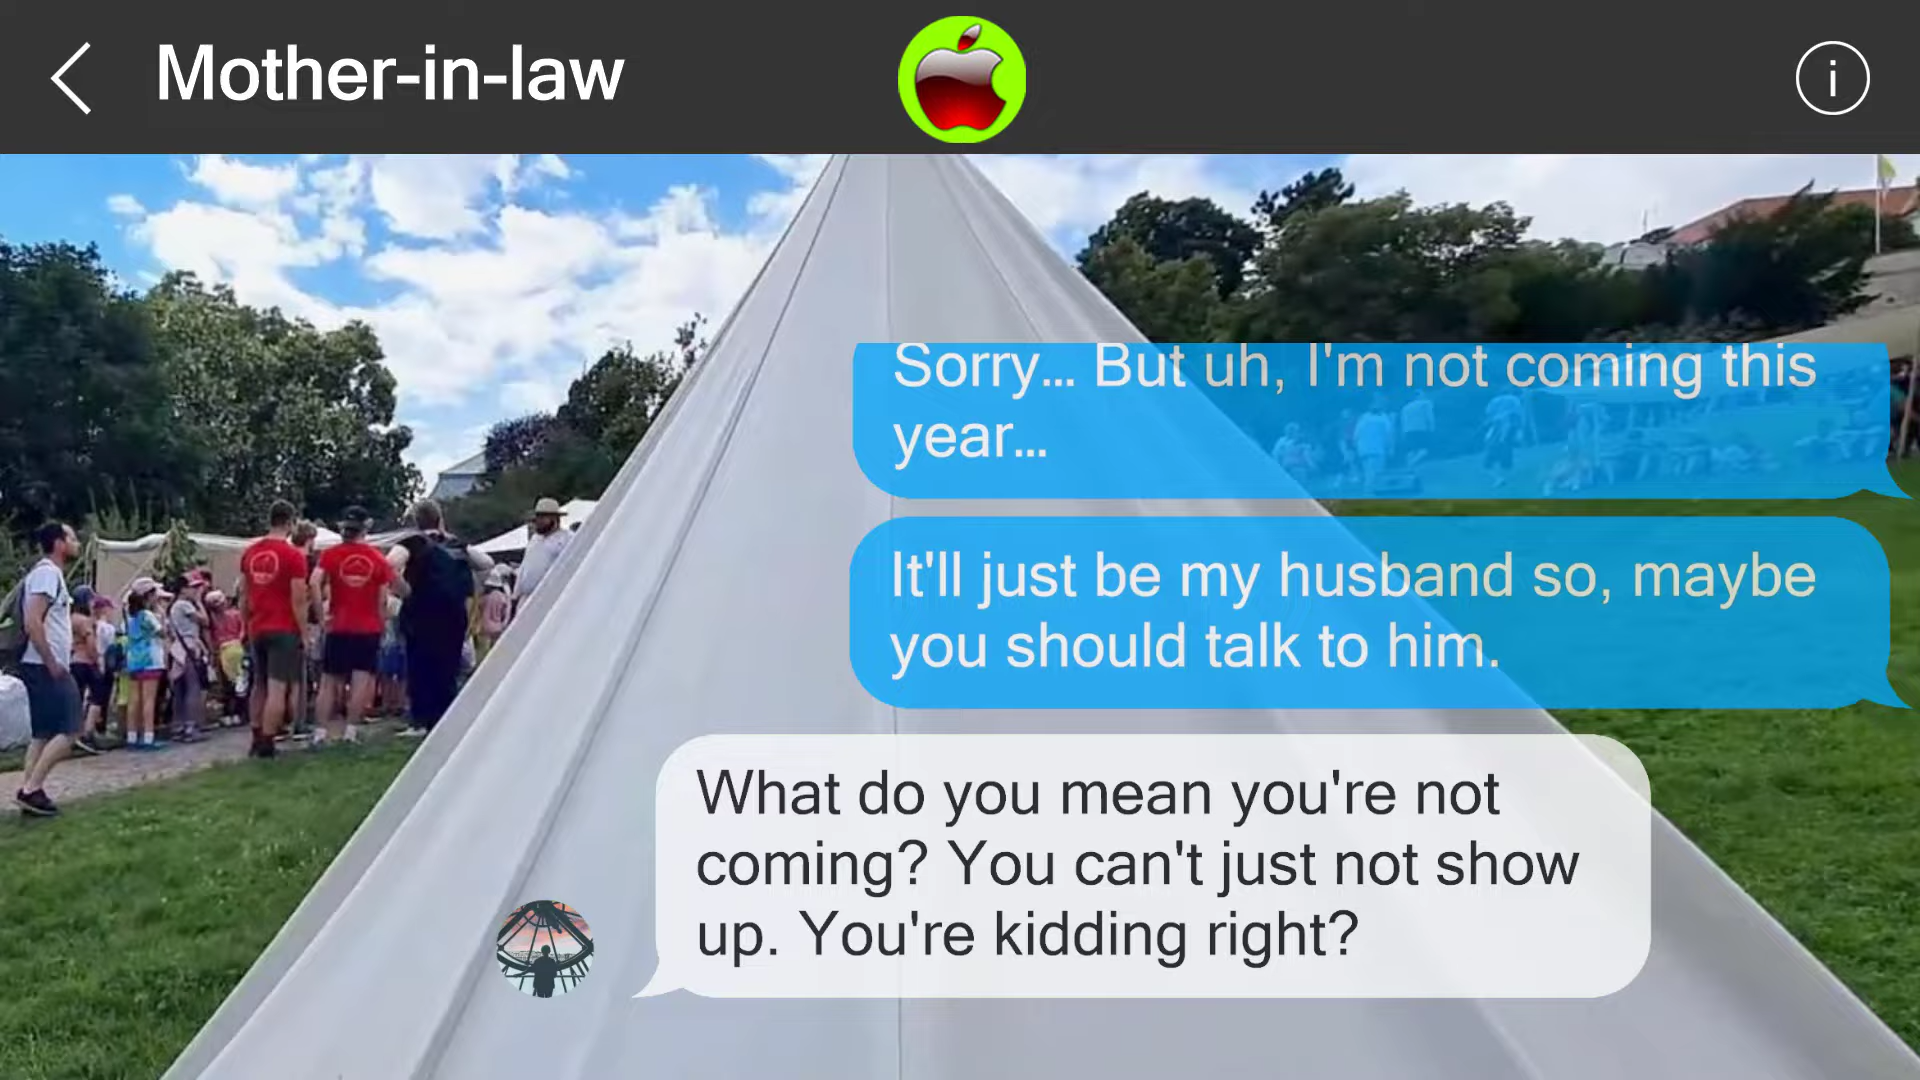 Mother-in-law
i
Sorry... But uh, I'm not coming this
year...
It'll just be my husband so, maybe
you should talk to him.
What do you mean you're not
coming? You can't just not show
up. You're kidding right?